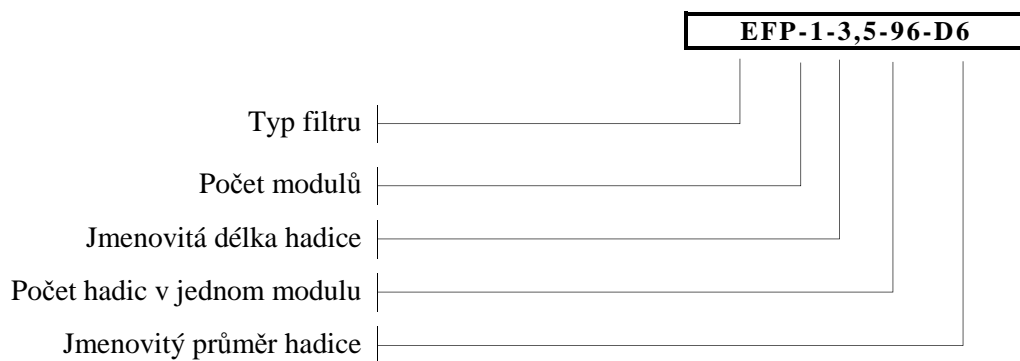 EFP-1-3,5-96-D6
Typ filtru
Počet modulů
Jmenovitá délka hadice
Počet hadic v jednom modulu
Jmenovitý průměr hadice